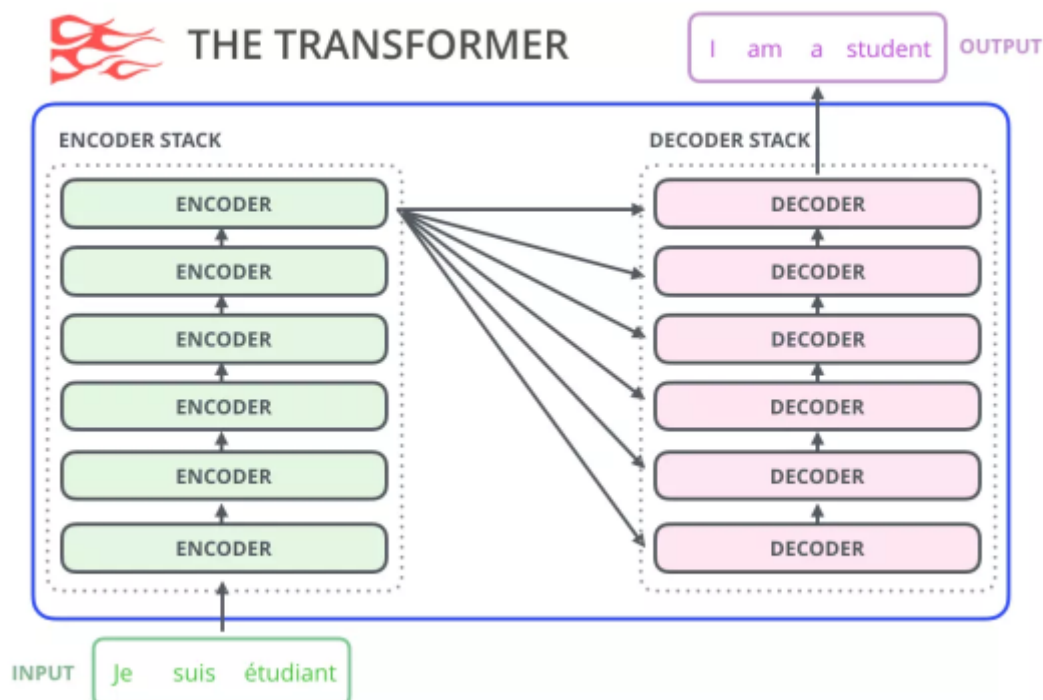 THE TRANSFORMER
I am a student
OUTPUT
ENCODER STACK
DECODER STACK
ENCODER
DECODER
ENCODER
DECODER
ENCODER
DECODER
ENCODER
DECODER
ENCODER
DECODER
ENCODER
DECODER
INPUT
Je suis étudiant